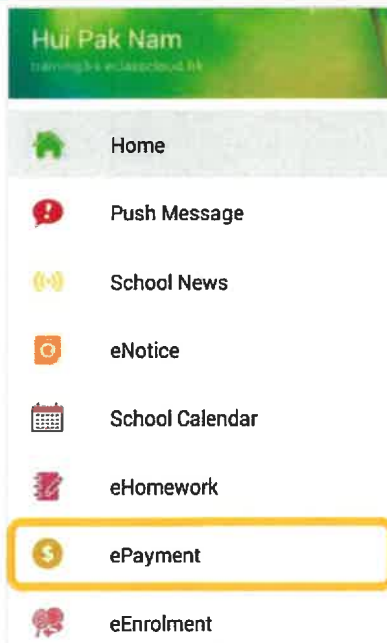 Hui Pak Nam
Home
Push Message
School News
eNotice
School Calendar
eHomework
ePayment
eEnrolment